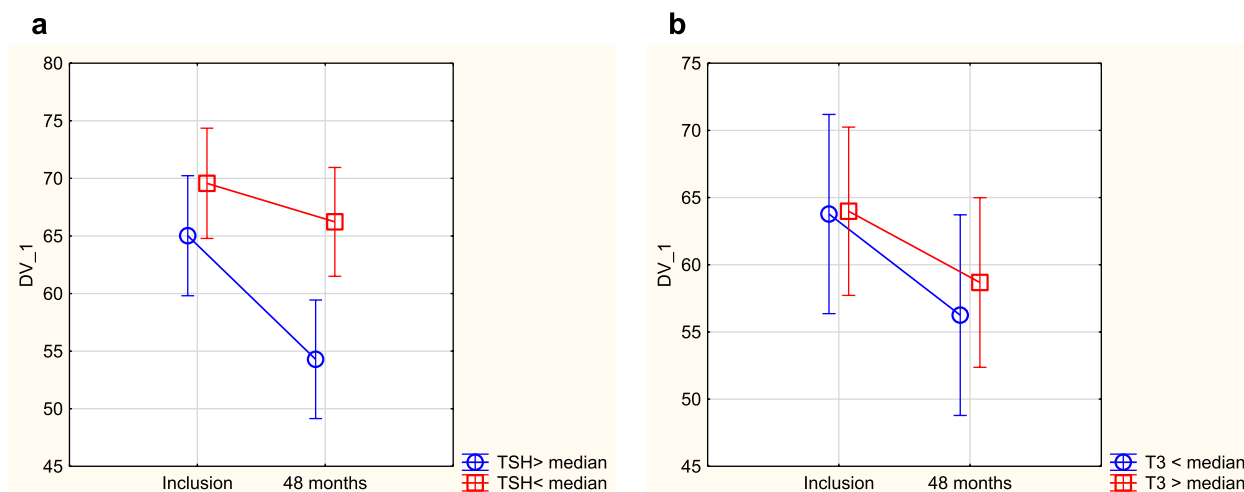 a
80
75
70
65
60
55
50
45
DV_1
Inclusion
48 months
TSH> median
TSH< median
b
75
70
65
60
55
50
45
DV_1
Inclusion
48 months
T3 < median
T3 > median